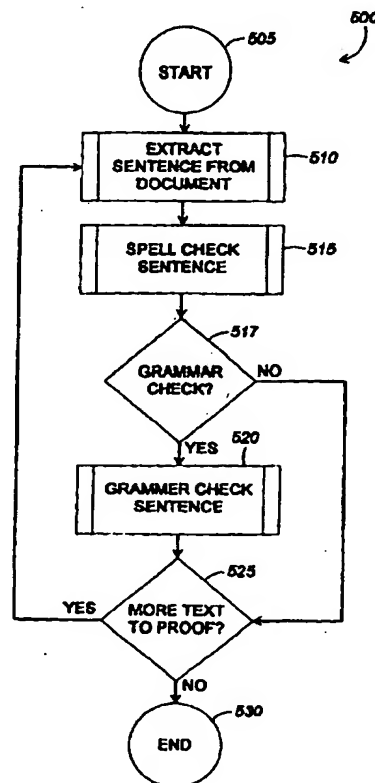 500
505
START
EXTRACT
SENTENCE FROM
DOCUMENT
510
SPELL CHECK
SENTENCE
515
517
GRAMMAR
CHECK?
NO
YES
520
GRAMMER CHECK
SENTENCE
525
YES
MORE TEXT
TO PROOF?
NO
530
END